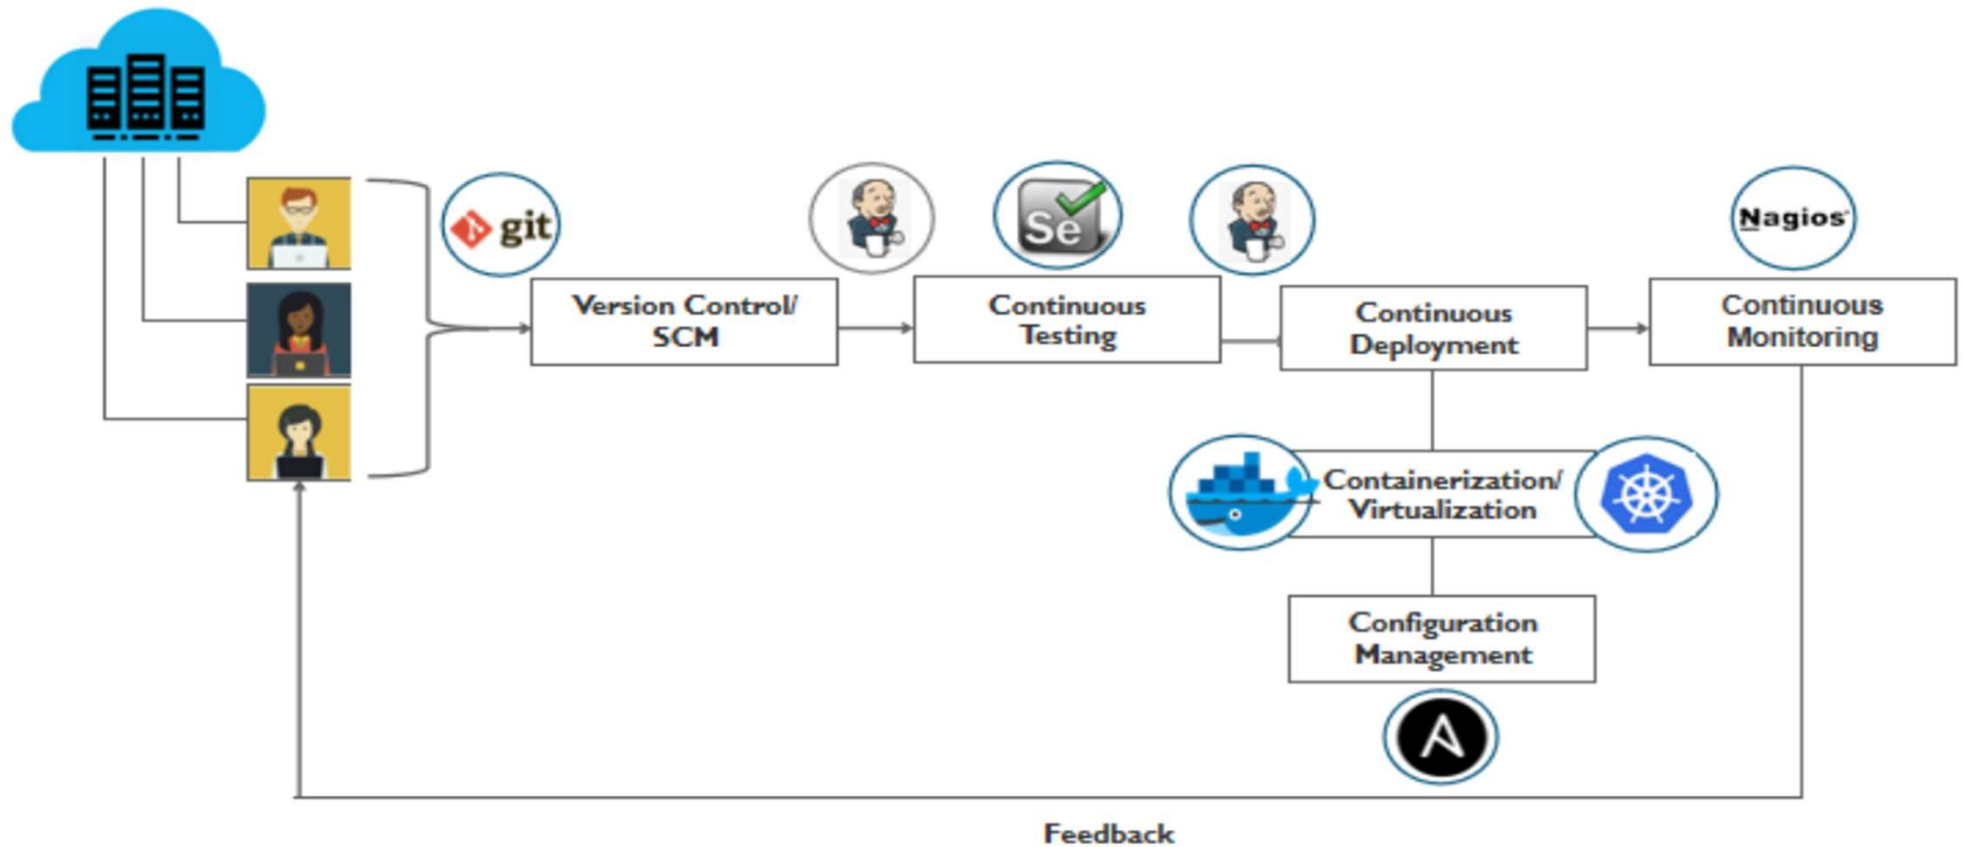 git
Se
Nagios
Version Control/
SCM
Continuous
Testing
Continuous
Deployment
Continuous
Monitoring
Containerization/
Virtualization
Configuration
Management
A
Feedback